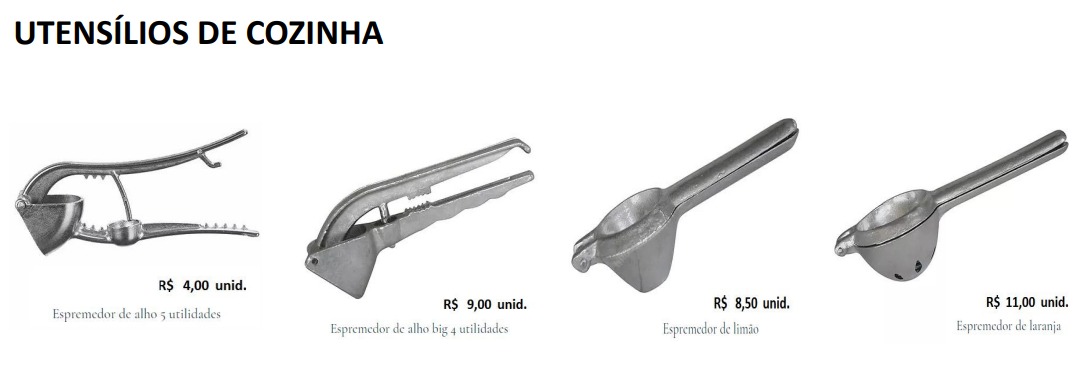 UTENSÍLIOS DE COZINHA
R$ 4,00 unid.
Espremedor de alho 5 utilidades
R$ 9,00 unid.
Espremedor de alho big 4 utilidades
R$ 8,50 unid.
Espremedor de limão
R$ 11,00 unid.
Espremedor de laranja